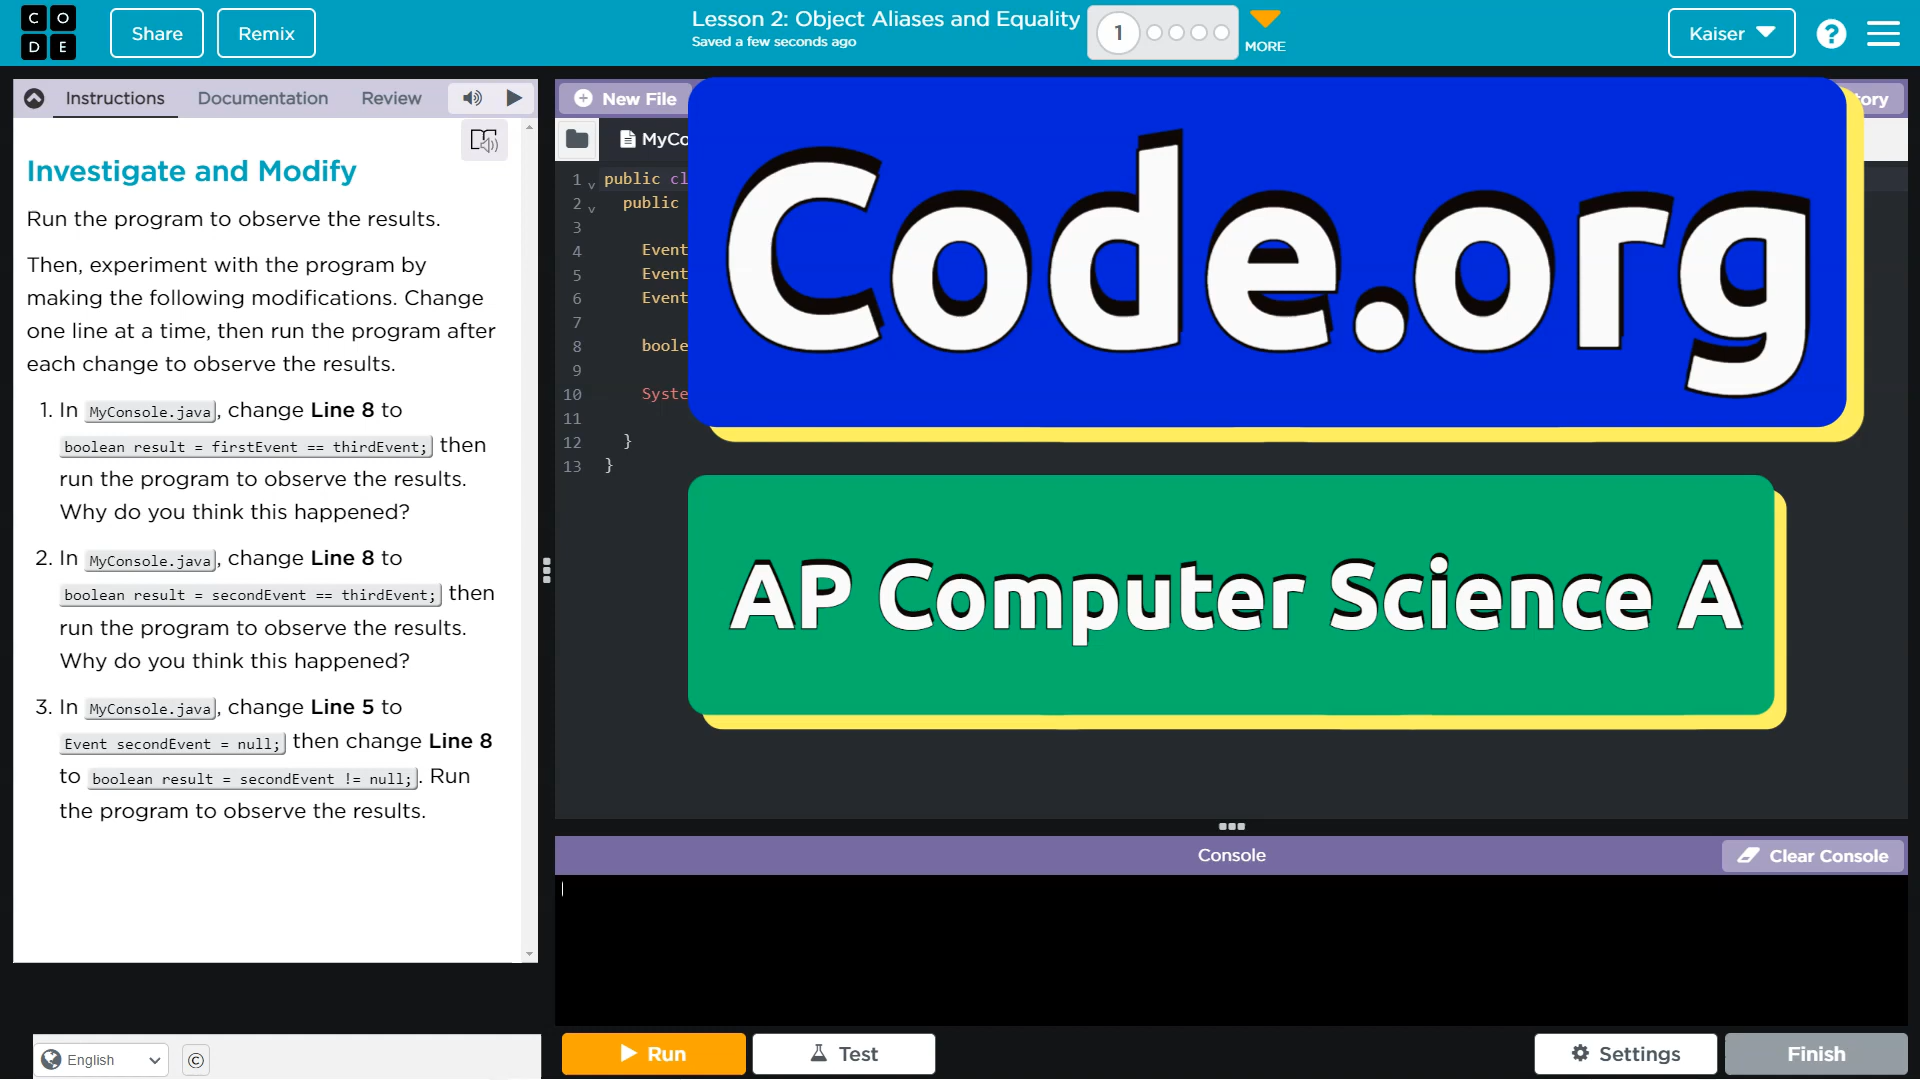 C O
D E
Share
Remix
Lesson 2: Object Aliases and Equality
Saved a few seconds ago
1
MORE
Kaiser
?
Instructions
Documentation
Review
New File
MyCo
Investigate and Modify
Run the program to observe the results.
Then, experiment with the program by
making the following modifications. Change
one line at a time, then run the program after
each change to observe the results.
1. In MyConsole.java, change Line 8 to
boolean result = firstEvent == thirdEvent; then
run the program to observe the results.
Why do you think this happened?
2. In MyConsole.java, change Line 8 to
boolean result = secondEvent == thirdEvent; then
run the program to observe the results.
Why do you think this happened?
3. In MyConsole.java, change Line 5 to
Event secondEvent = null; then change Line 8
to boolean result = secondEvent != null;. Run
the program to observe the results.
1 public cl
2 public
3
4 Event
5 Event
6 Event
7
8 boole
9
10 Syste
11
12 }
13 }
Code.org
AP Computer Science A
Console
Clear Console
English
©
Run
Test
Settings
Finish